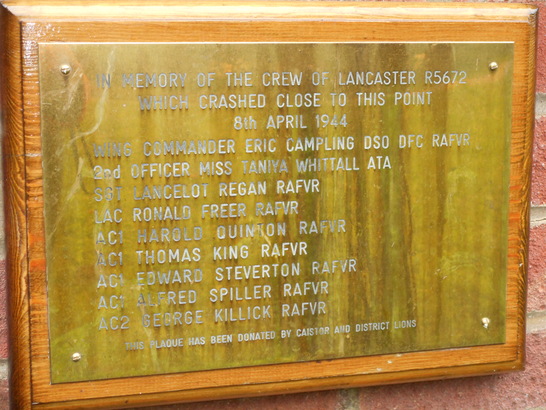 IN MEMORY OF THE CREW OF LANCASTER R5672
WHICH CRASHED CLOSE TO THIS POINT
8th APRIL 1944
WING COMMANDER ERIC CAMPLING DSO DFC RAFVR
2nd OFFICER MISS TANIYA WHITTALL ATA
SGT LANCELOT REGAN RAFVR
LAC RONALD FREER RAFVR
AC1 HAROLD QUINTON RAFVR
AC1 THOMAS KING RAFVR
AC1 EDWARD STEVERTON RAFVR
AC1 ALFRED SPILLER RAFVR
AC2 GEORGE KILLICK RAFVR
THIS PLAQUE HAS BEEN DONATED BY CAISTOR AND DISTRICT LIONS